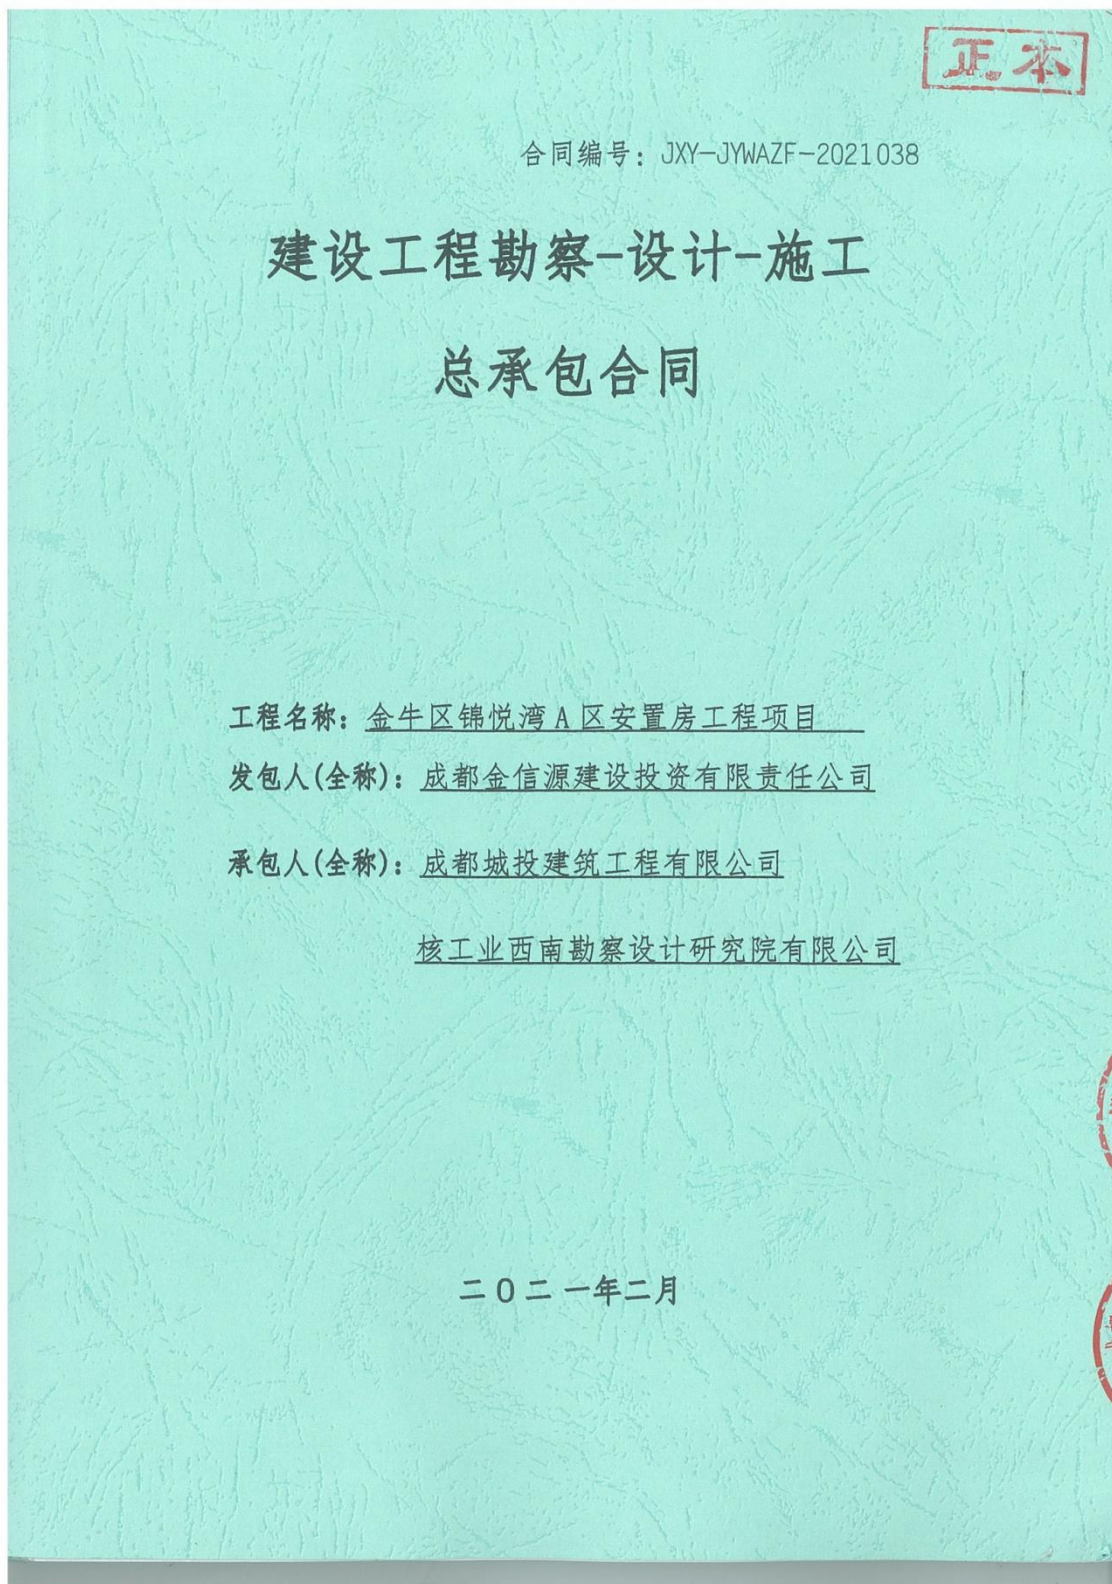 正本
合同编号：JXY-JYWAZF-2021038
建设工程勘察-设计-施工
总承包合同
工程名称：金牛区锦悦湾A区安置房工程项目
发包人(全称)：成都金信源建设投资有限责任公司
承包人(全称)：成都城投建筑工程有限公司
核工业西南勘察设计研究院有限公司
二0二一年二月